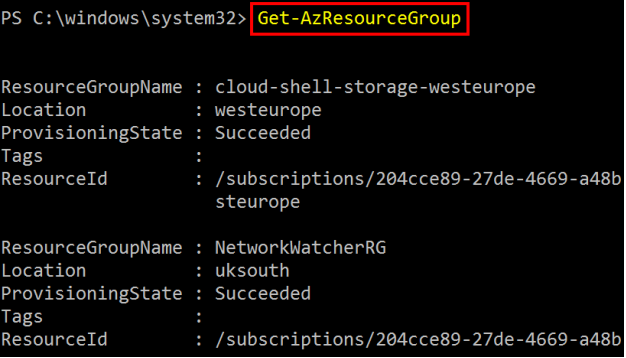 PS C:\windows\system32> Get-AzResourceGroup
ResourceGroupName : cloud-shell-storage-westeurope
Location          : westeurope
ProvisioningState : Succeeded
Tags              :
ResourceId        : /subscriptions/204cce89-27de-4669-a48b
                    steurope
ResourceGroupName : NetworkWatcherRG
Location          : uksouth
ProvisioningState : Succeeded
Tags              :
ResourceId        : /subscriptions/204cce89-27de-4669-a48b